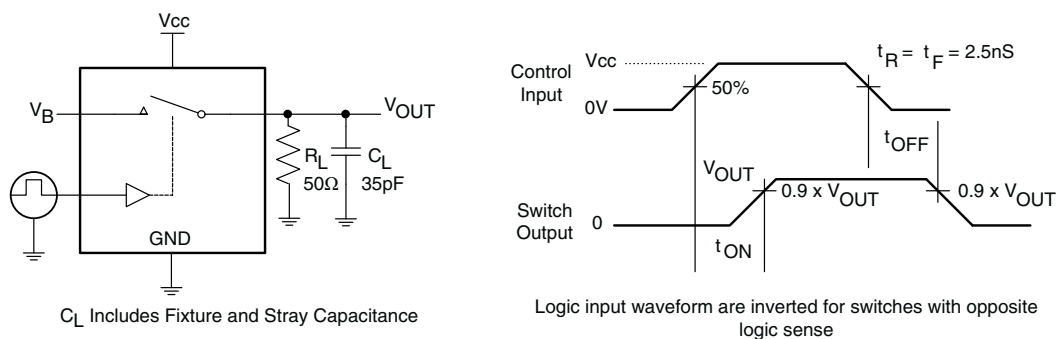 Vcc
V_B
V_OUT
R_L
50Ω
C_L
35pF
GND
C_L Includes Fixture and Stray Capacitance
Control
Input
Vcc
0V
50%
t_R = t_F = 2.5nS
t_OFF
Switch
Output
V_OUT
0
0.9 x V_OUT
0.9 x V_OUT
t_ON
Logic input waveform are inverted for switches with opposite
logic sense